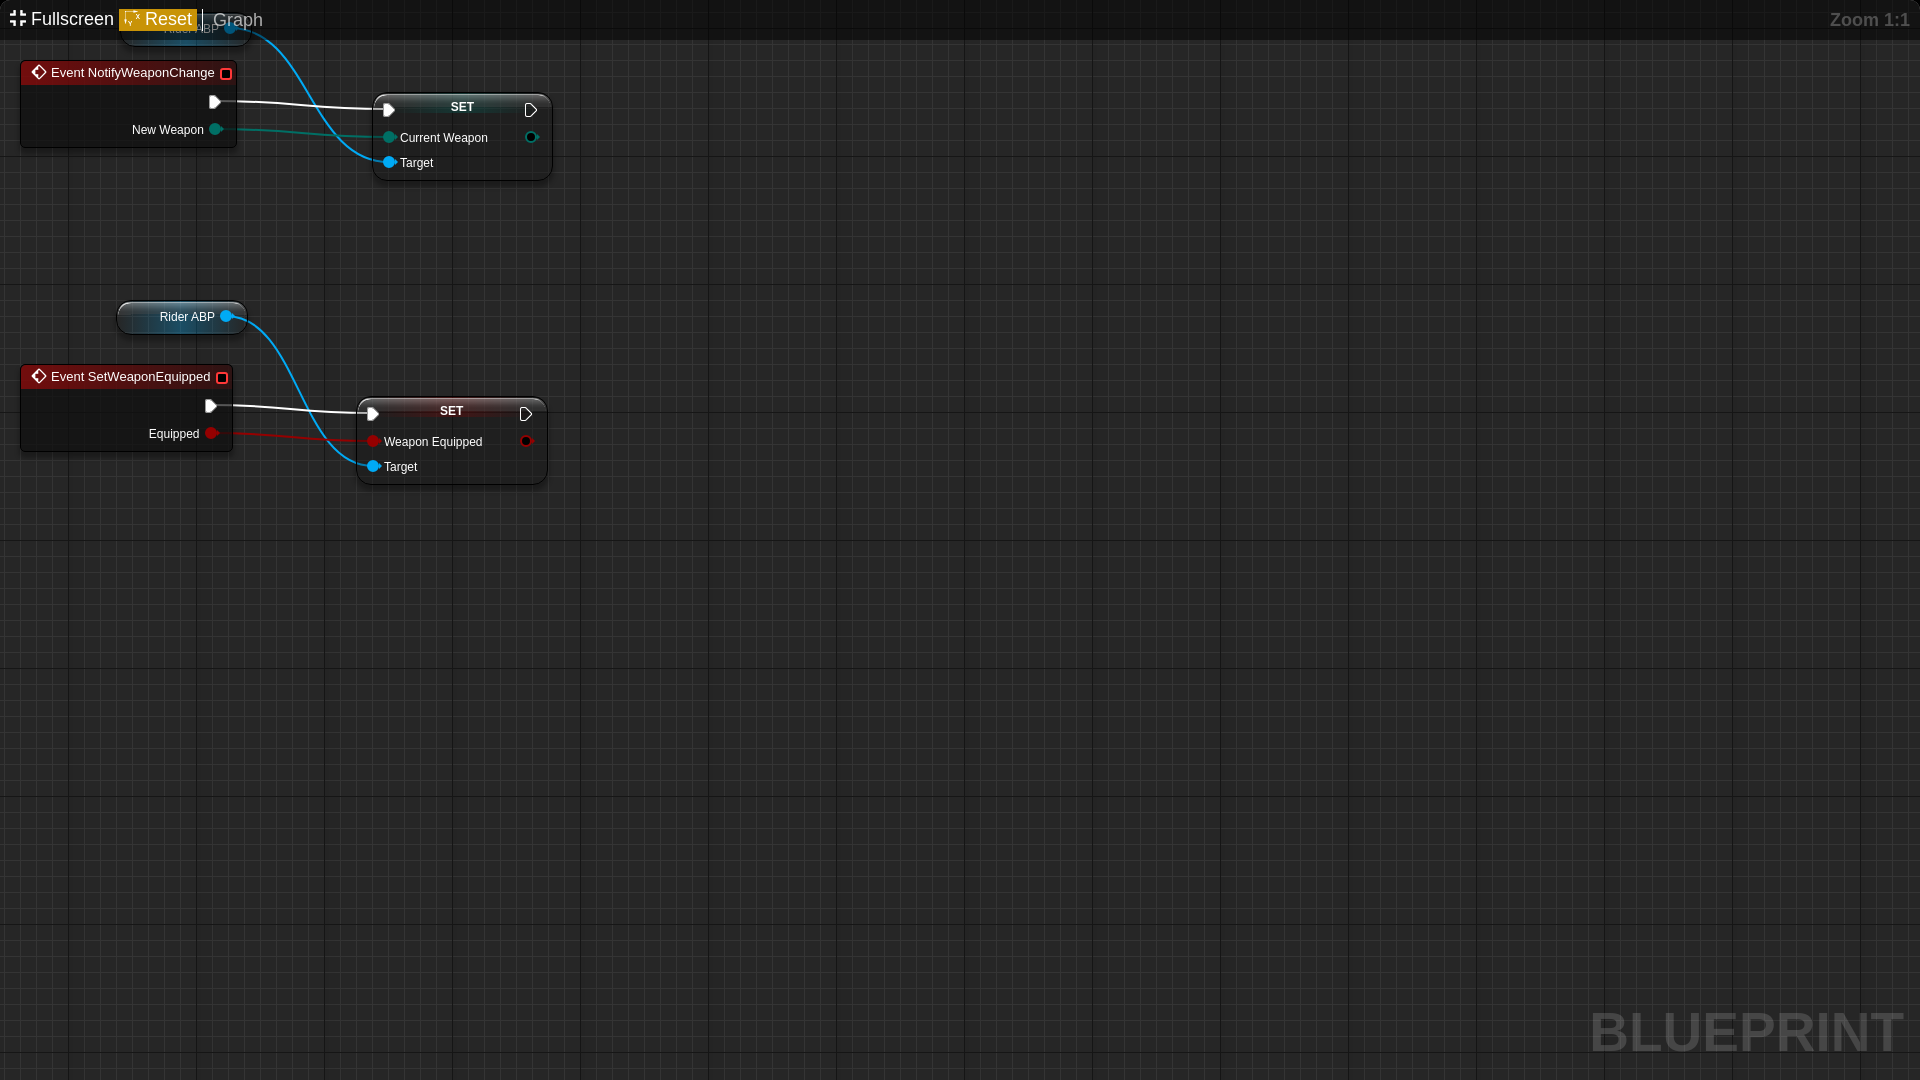 Fullscreen Reset Graph Zoom 1:1
Rider ABP
Event NotifyWeaponChange
SET
New Weapon
Current Weapon
Target
Rider ABP
Event SetWeaponEquipped
SET
Equipped
Weapon Equipped
Target
BLUEPRINT